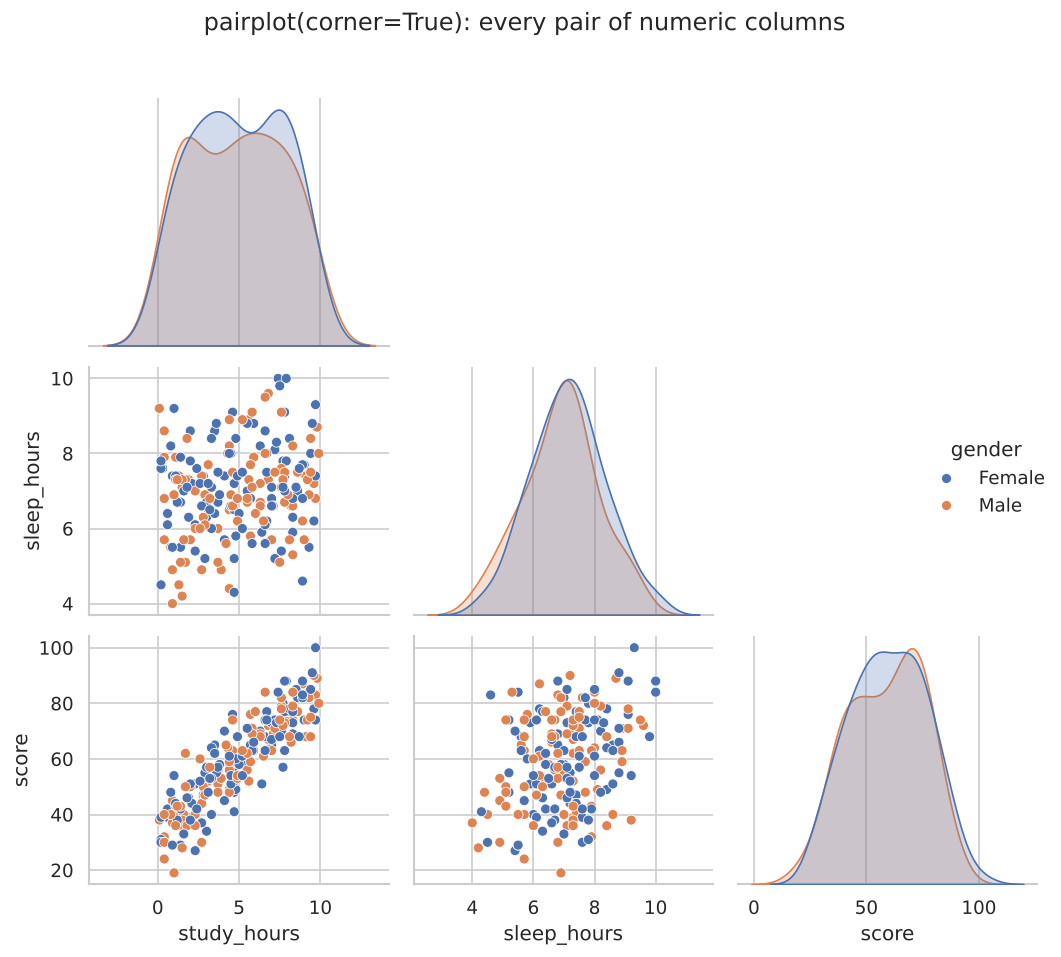 pairplot(corner=True): every pair of numeric columns
10
8
6
4
sleep_hours
gender
Female
Male
100
80
60
40
20
score
0 5 10
4 6 8 10
0 50 100
study_hours
sleep_hours
score